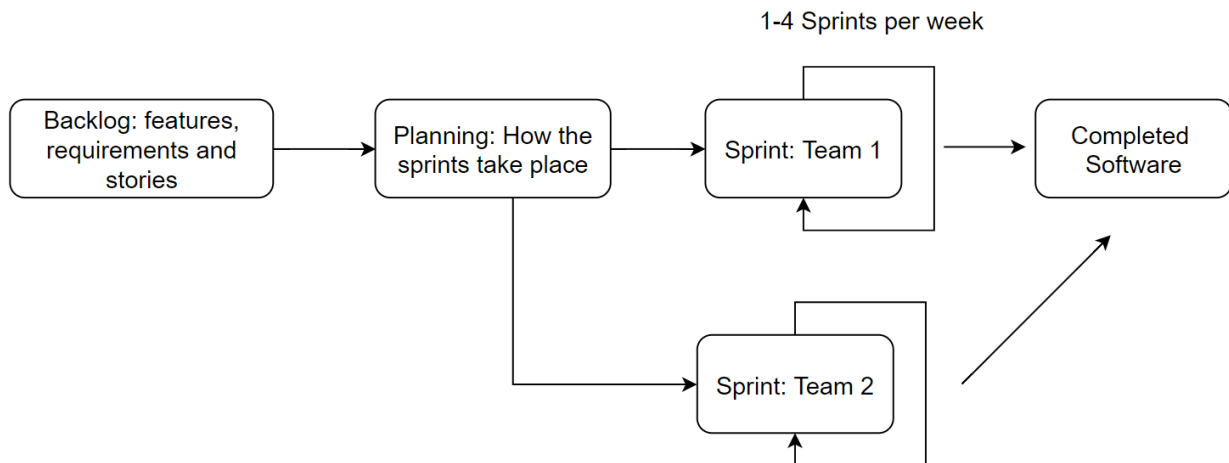 1-4 Sprints per week
Backlog: features,
requirements and
stories
Planning: How the
sprints take place
Sprint: Team 1
Completed
Software
Sprint: Team 2